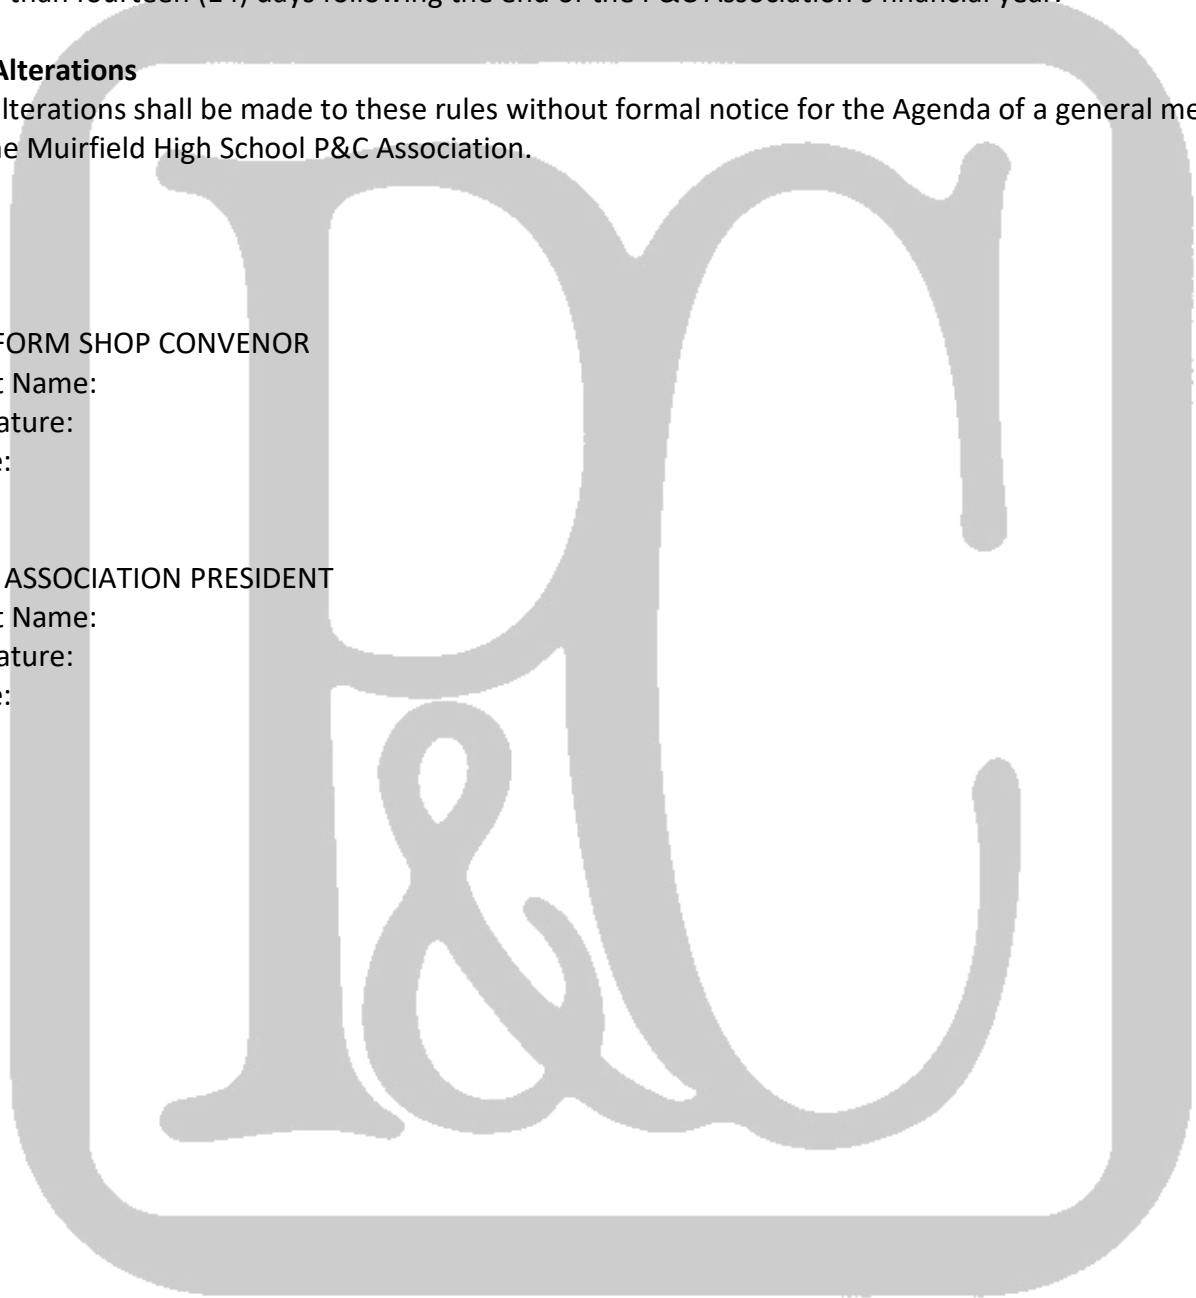 than fourteen (14) days following the end of the P&C Association's financial year.
Alterations
lterations shall be made to these rules without formal notice for the Agenda of a general me
he Muirfield High School P&C Association.
FORM SHOP CONVENOR
t Name:
ature:
e:
ASSOCIATION PRESIDENT
t Name:
ature:
e:
P&C